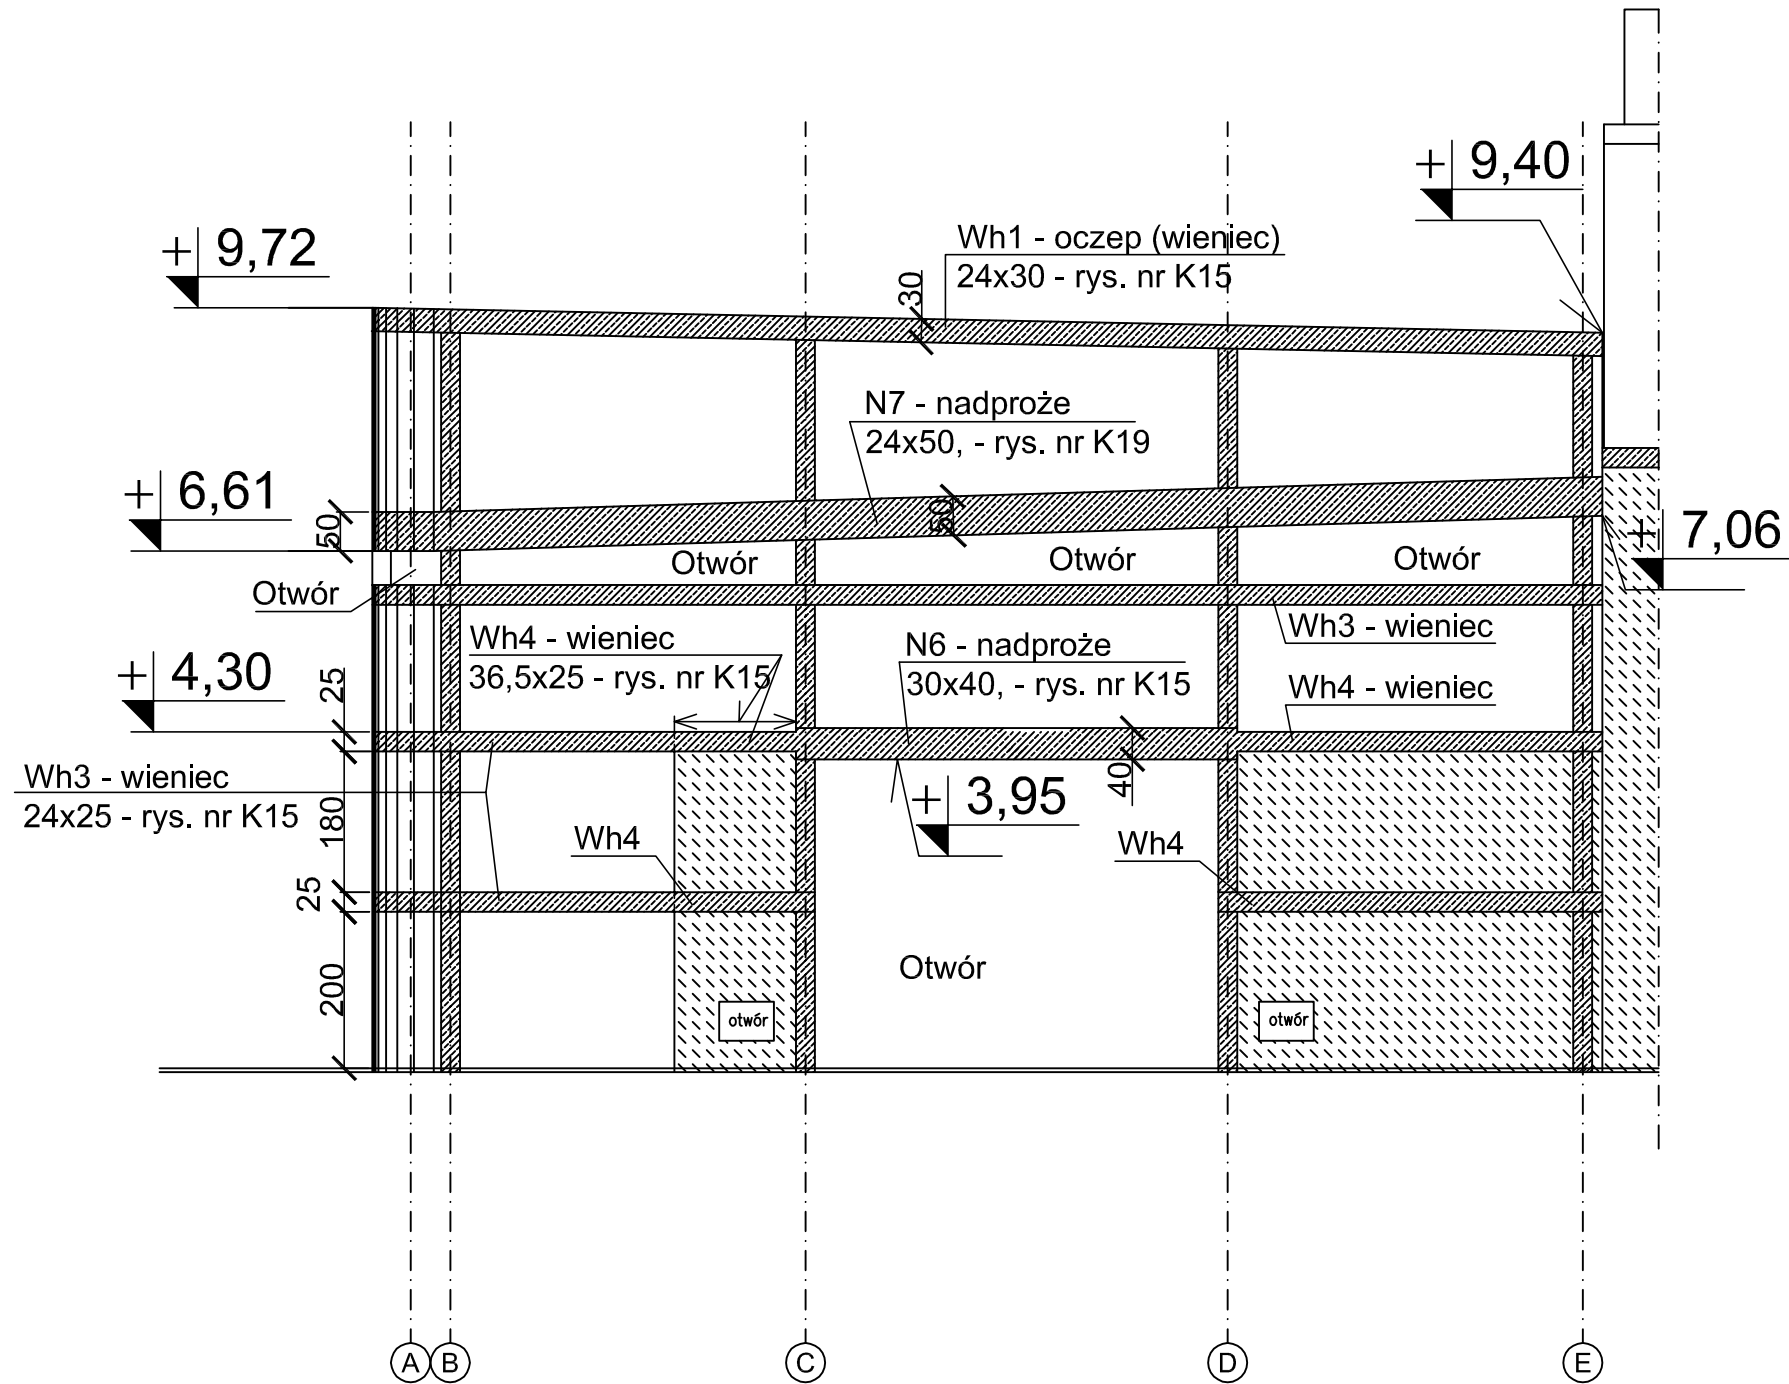 + 9,40
+ 9,72
Wh1 - oczep (wieniec)
24x30 - rys. nr K15
30
N7 - nadproże
24x50, - rys. nr K19
+ 6,61
50
50
+ 7,06
Otwór
Otwór
Otwór
Otwór
Wh3 - wieniec
Wh4 - wieniec
36,5x25 - rys. nr K15
N6 - nadproże
30x40, - rys. nr K15
+ 4,30
25
Wh4 - wieniec
Wh3 - wieniec
24x25 - rys. nr K15
180
40
+ 3,95
Wh4
Wh4
25
200
Otwór
otwór
otwór
A
B
C
D
E